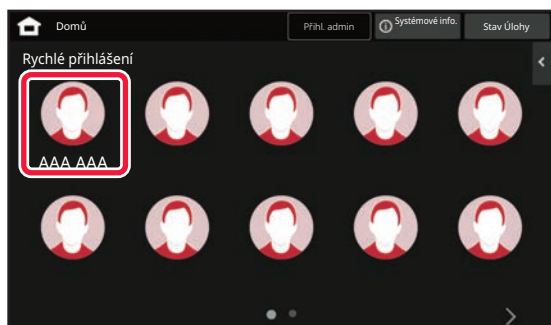 Domů
Přihl. admin
Systémové info.
Stav Úlohy
Rychlé přihlášení
AAA AAA